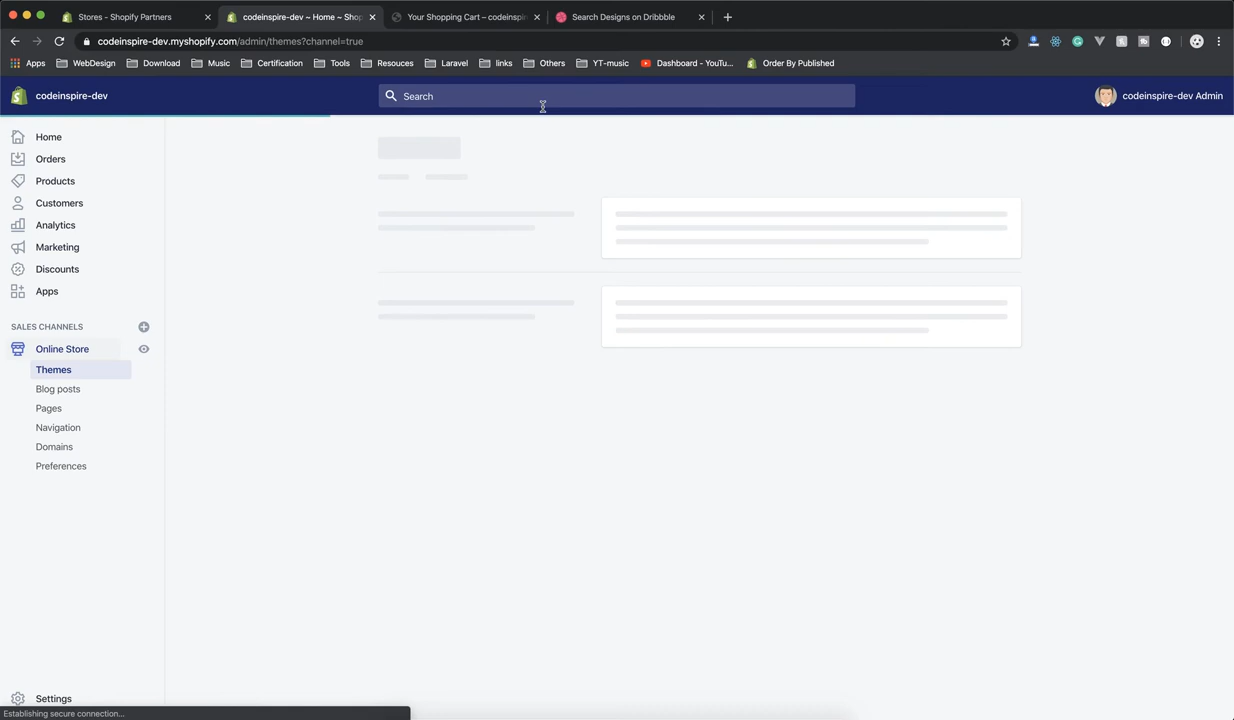 Stores - Shopify Partners
codeinspire-dev ~ Home ~ Shop
Your Shopping Cart – codeinspir
Search Designs on Dribbble
codeinspire-dev.myshopify.com/admin/themes?channel=true
Apps
WebDesign
Download
Music
Certification
Tools
Resouces
Laravel
links
Others
YT-music
Dashboard - YouTu...
Order By Published
codeinspire-dev
Search
codeinspire-dev Admin
Home
Orders
Products
Customers
Analytics
Marketing
Discounts
Apps
SALES CHANNELS
Online Store
Themes
Blog posts
Pages
Navigation
Domains
Preferences
Settings
Establishing secure connection...